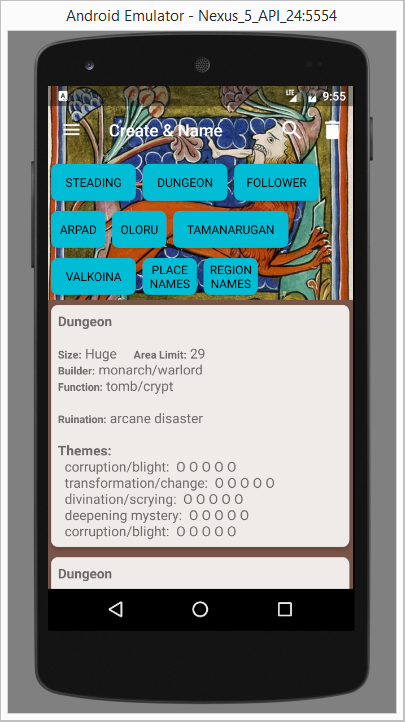 Android Emulator - Nexus_5_API_24:5554
A
LTE
9:55
Create & Name
STEADING
DUNGEON
FOLLOWER
ARPAD
OLORU
TAMANARUGAN
VALKOINA
PLACE
NAMES
REGION
NAMES
Dungeon
Size: Huge Area Limit: 29
Builder: monarch/warlord
Function: tomb/crypt
Ruination: arcane disaster
Themes:
corruption/blight: O O O O O
transformation/change: O O O O O
divination/scrying: O O O O O
deepening mystery: O O O O O
corruption/blight: O O O O O
Dungeon